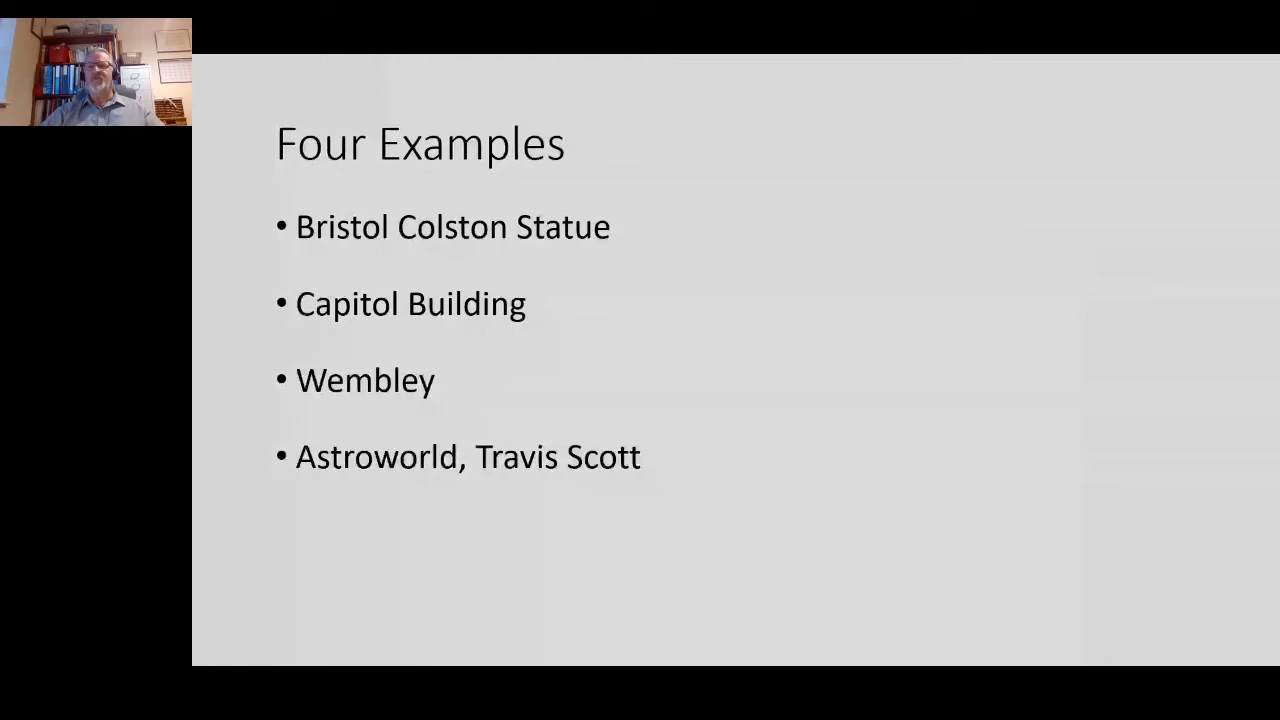 Four Examples
• Bristol Colston Statue
• Capitol Building
• Wembley
• Astroworld, Travis Scott